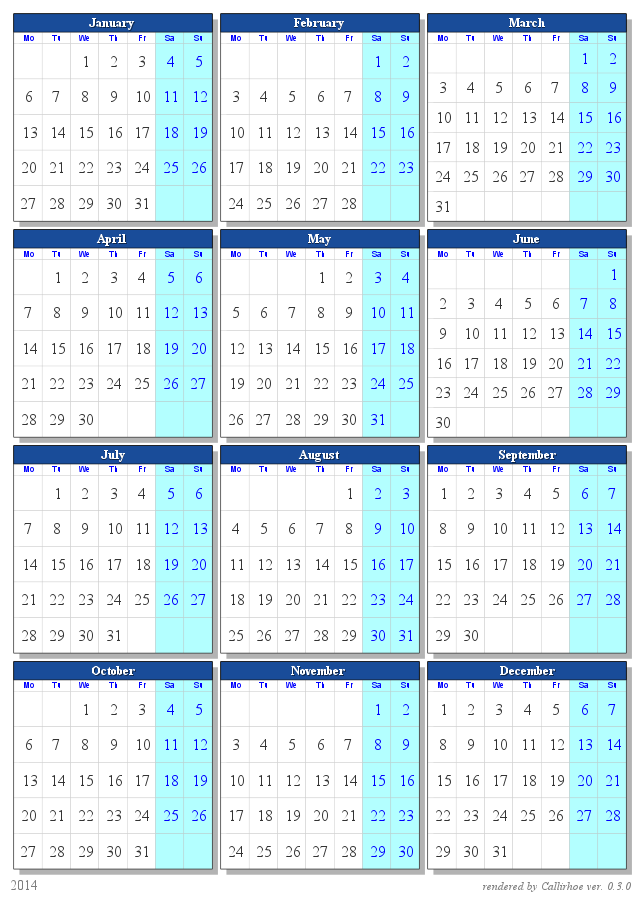 January February March
Mo Tu We Th Fr Sa Su Mo Tu We Th Fr Sa Su Mo Tu We Th Fr Sa Su
1 2 3 4 5 1 2 1 2
6 7 8 9 10 11 12 3 4 5 6 7 8 9 3 4 5 6 7 8 9
13 14 15 16 17 18 19 10 11 12 13 14 15 16 10 11 12 13 14 15 16
20 21 22 23 24 25 26 17 18 19 20 21 22 23 17 18 19 20 21 22 23
27 28 29 30 31 24 25 26 27 28 24 25 26 27 28 29 30
31
April May June
Mo Tu We Th Fr Sa Su Mo Tu We Th Fr Sa Su Mo Tu We Th Fr Sa Su
1 2 3 4 5 6 1 2 3 4 1
7 8 9 10 11 12 13 5 6 7 8 9 10 11 2 3 4 5 6 7 8
14 15 16 17 18 19 20 12 13 14 15 16 17 18 9 10 11 12 13 14 15
21 22 23 24 25 26 27 19 20 21 22 23 24 25 16 17 18 19 20 21 22
28 29 30 26 27 28 29 30 31 23 24 25 26 27 28 29
30
July August September
Mo Tu We Th Fr Sa Su Mo Tu We Th Fr Sa Su Mo Tu We Th Fr Sa Su
1 2 3 4 5 6 1 2 3 1 2 3 4 5 6 7
7 8 9 10 11 12 13 4 5 6 7 8 9 10 8 9 10 11 12 13 14
14 15 16 17 18 19 20 11 12 13 14 15 16 17 15 16 17 18 19 20 21
21 22 23 24 25 26 27 18 19 20 21 22 23 24 22 23 24 25 26 27 28
28 29 30 31 25 26 27 28 29 30 31 29 30
October November December
Mo Tu We Th Fr Sa Su Mo Tu We Th Fr Sa Su Mo Tu We Th Fr Sa Su
1 2 3 4 5 1 2 1 2 3 4 5 6 7
6 7 8 9 10 11 12 3 4 5 6 7 8 9 8 9 10 11 12 13 14
13 14 15 16 17 18 19 10 11 12 13 14 15 16 15 16 17 18 19 20 21
20 21 22 23 24 25 26 17 18 19 20 21 22 23 22 23 24 25 26 27 28
27 28 29 30 31 24 25 26 27 28 29 30 29 30 31
2014 rendered by Callirhoe ver. 0.3.0